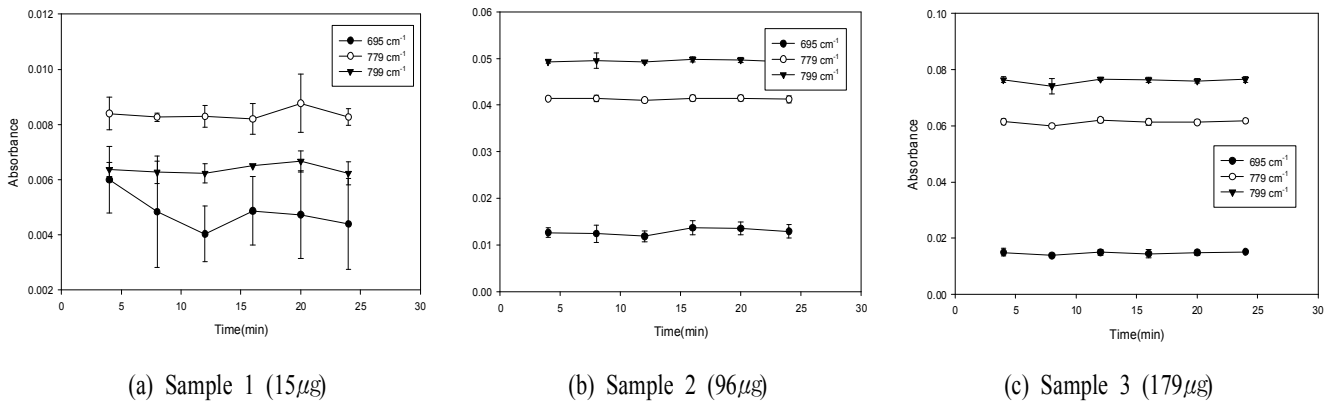 0.012
0.010
0.008
0.006
0.004
0.002
Absorbance
0 5 10 15 20 25 30
Time(min)
695 cm⁻¹
779 cm⁻¹
799 cm⁻¹
(a) Sample 1 (15μg)
0.06
0.05
0.04
0.03
0.02
0.01
0.00
0 5 10 15 20 25 30
Time(min)
695 cm⁻¹
779 cm⁻¹
799 cm⁻¹
(b) Sample 2 (96μg)
0.10
0.08
0.06
0.04
0.02
0.00
Absorbance
0 5 10 15 20 25 30
Time(min)
695 cm⁻¹
779 cm⁻¹
799 cm⁻¹
(c) Sample 3 (179μg)